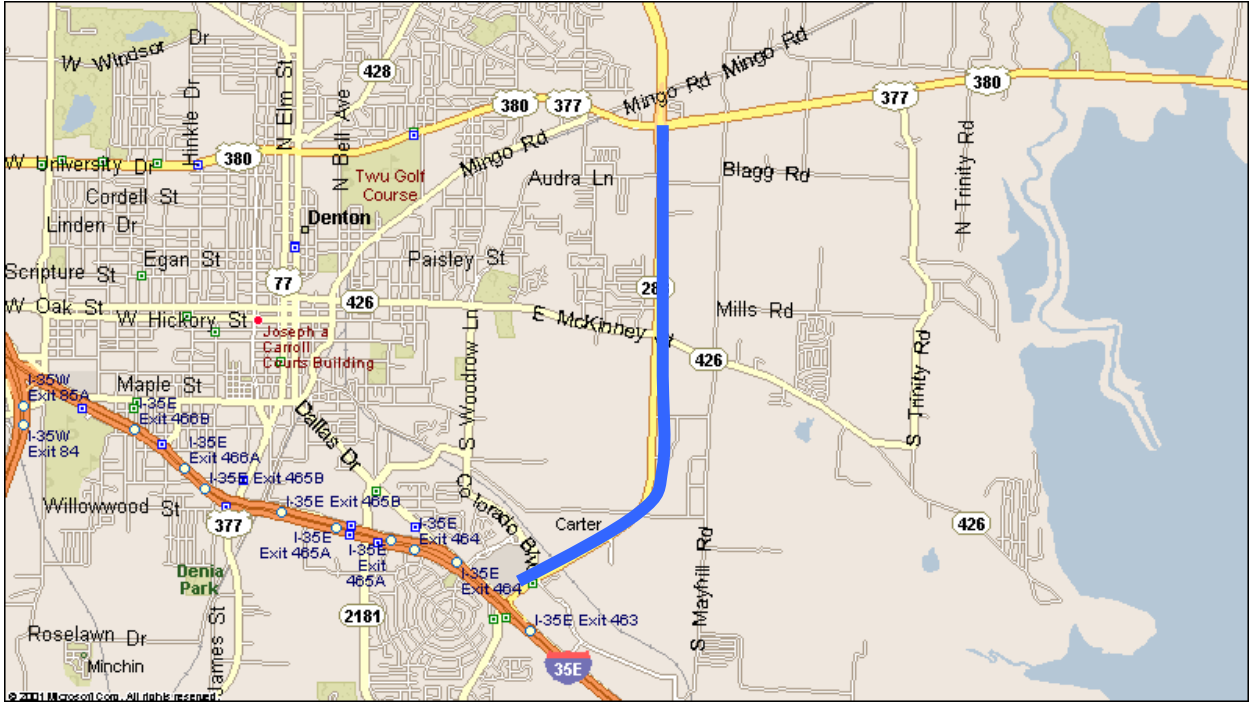 W Windsor Dr
Hinkle Dr
N Elm St
428
N Bell Ave
380
377
Mingo Rd
Mingo Rd
377
380
W University Dr
380
Mingo Rd
Twu Golf
Course
Audra Ln
Blagg Rd
N Trinity Rd
Cordell St
Linden Dr
Denton
Egan St
Scripture St
Paisley St
77
W Oak St
426
W Hickory St
E McKinney St
Mills Rd
Joseph a
Carroll
Courts Building
426
S Trinity Rd
I-35W
Exit 85A
Maple St
I-35E
Exit 466B
S Woodrow Ln
I-35W
Exit 84
Dallas Dr
I-35E
Exit 466A
I-35E Exit 465B
Willowwood St
I-35E Exit 465B
Colorado Blvd
377
I-35E
Exit 465A
I-35E
Exit
465A
I-35E
Exit 464
Carter
426
I-35E
Exit 464
S Mayhill Rd
Denia
Park
2181
I-35E Exit 463
Roselawn Dr
Minchin
James St
35E
© 2001 Microsoft Corp. All rights reserved.